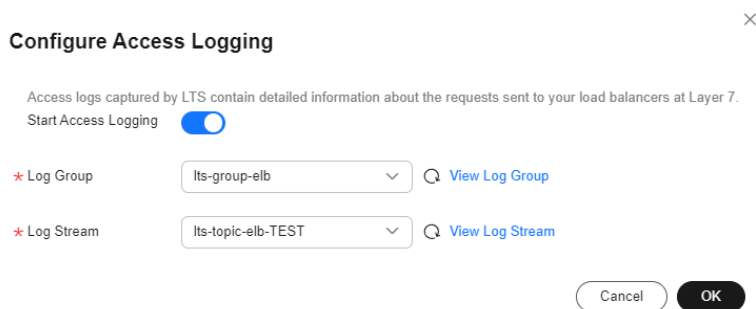 Configure Access Logging
Access logs captured by LTS contain detailed information about the requests sent to your load balancers at Layer 7.
Start Access Logging
* Log Group lts-group-elb View Log Group
* Log Stream lts-topic-elb-TEST View Log Stream
Cancel OK